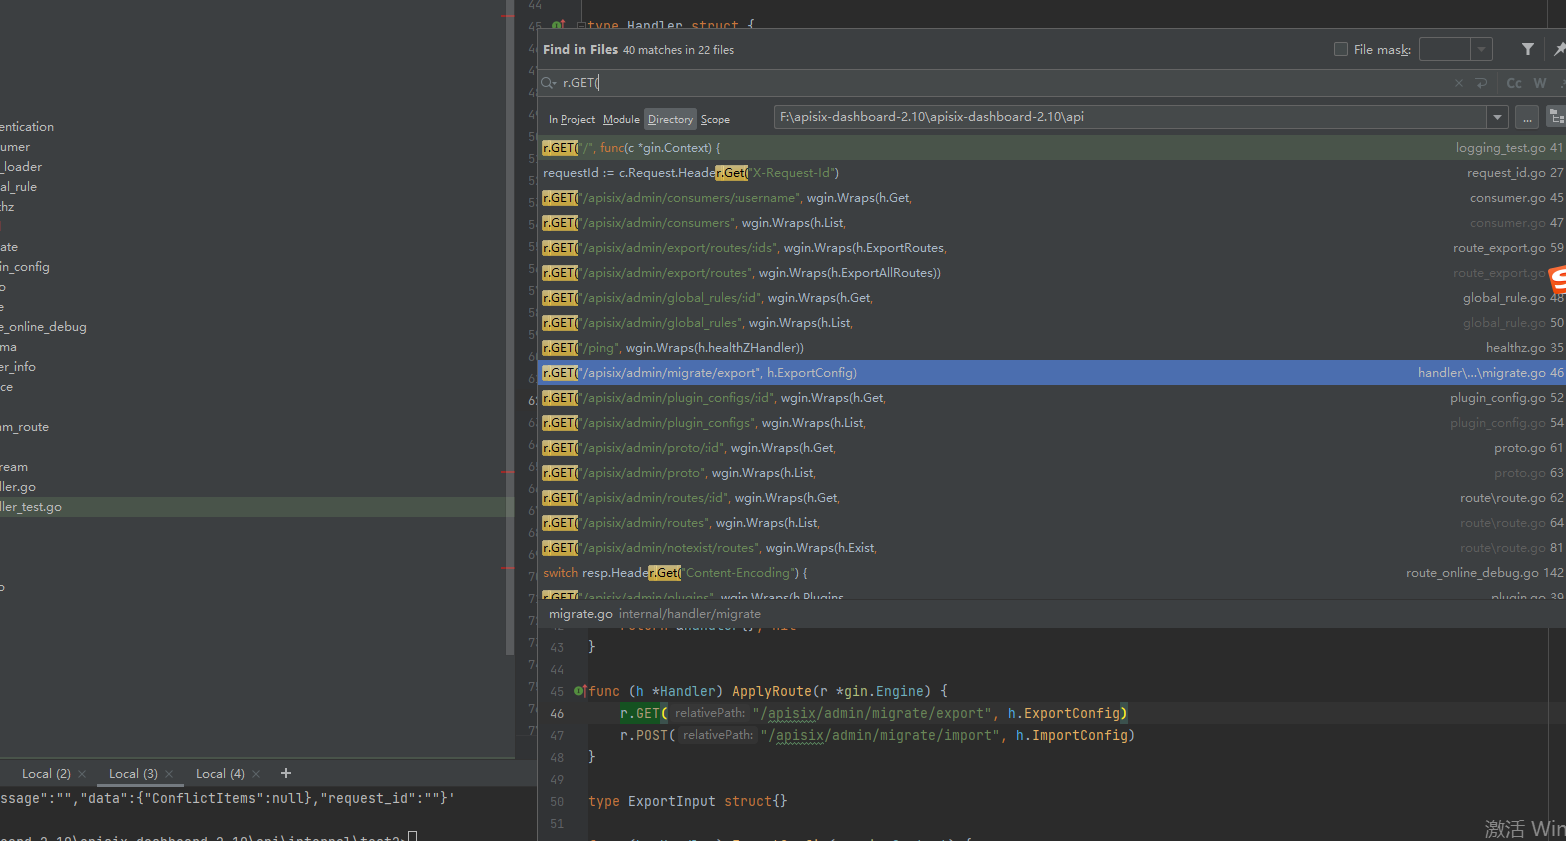 44
45 type Handler struct {
Find in Files 40 matches in 22 files File mask:
r.GET( Cc W
In Project Module Directory Scope F:\apisix-dashboard-2.10\apisix-dashboard-2.10\api ...
r.GET("/", func(c *gin.Context) { logging_test.go 41
requestId := c.Request.Header.Get("X-Request-Id") request_id.go 27
r.GET("/apisix/admin/consumers/:username", wgin.Wraps(h.Get, consumer.go 45
r.GET("/apisix/admin/consumers", wgin.Wraps(h.List, consumer.go 47
r.GET("/apisix/admin/export/routes/:ids", wgin.Wraps(h.ExportRoutes, route_export.go 59
r.GET("/apisix/admin/export/routes", wgin.Wraps(h.ExportAllRoutes)) route_export.go
r.GET("/apisix/admin/global_rules/:id", wgin.Wraps(h.Get, global_rule.go 48
r.GET("/apisix/admin/global_rules", wgin.Wraps(h.List, global_rule.go 50
r.GET("/ping", wgin.Wraps(h.healthZHandler)) healthz.go 35
r.GET("/apisix/admin/migrate/export", h.ExportConfig) handler\...\migrate.go 46
r.GET("/apisix/admin/plugin_configs/:id", wgin.Wraps(h.Get, plugin_config.go 52
r.GET("/apisix/admin/plugin_configs", wgin.Wraps(h.List, plugin_config.go 54
r.GET("/apisix/admin/proto/:id", wgin.Wraps(h.Get, proto.go 61
r.GET("/apisix/admin/proto", wgin.Wraps(h.List, proto.go 63
r.GET("/apisix/admin/routes/:id", wgin.Wraps(h.Get, route\route.go 62
r.GET("/apisix/admin/routes", wgin.Wraps(h.List, route\route.go 64
r.GET("/apisix/admin/notexist/routes", wgin.Wraps(h.Exist, route\route.go 81
switch resp.Header.Get("Content-Encoding") { route_online_debug.go 142
r.GET("/apisix/admin/plugins", wgin.Wraps(h.Plugins, plugin.go 39
migrate.go internal/handler/migrate
43 }
44
45 func (h *Handler) ApplyRoute(r *gin.Engine) {
46 r.GET( relativePath: "/apisix/admin/migrate/export", h.ExportConfig)
47 r.POST( relativePath: "/apisix/admin/migrate/import", h.ImportConfig)
48 }
49
50 type ExportInput struct{}
51
entication
umer
_loader
al_rule
thz
ate
in_config
o
e
e_online_debug
ma
er_info
ce
am_route
ream
ller.go
ller_test.go
o
Local (2) Local (3) Local (4) +
ssage":"","data":{"ConflictItems":null},"request_id":""}'
激活 Win